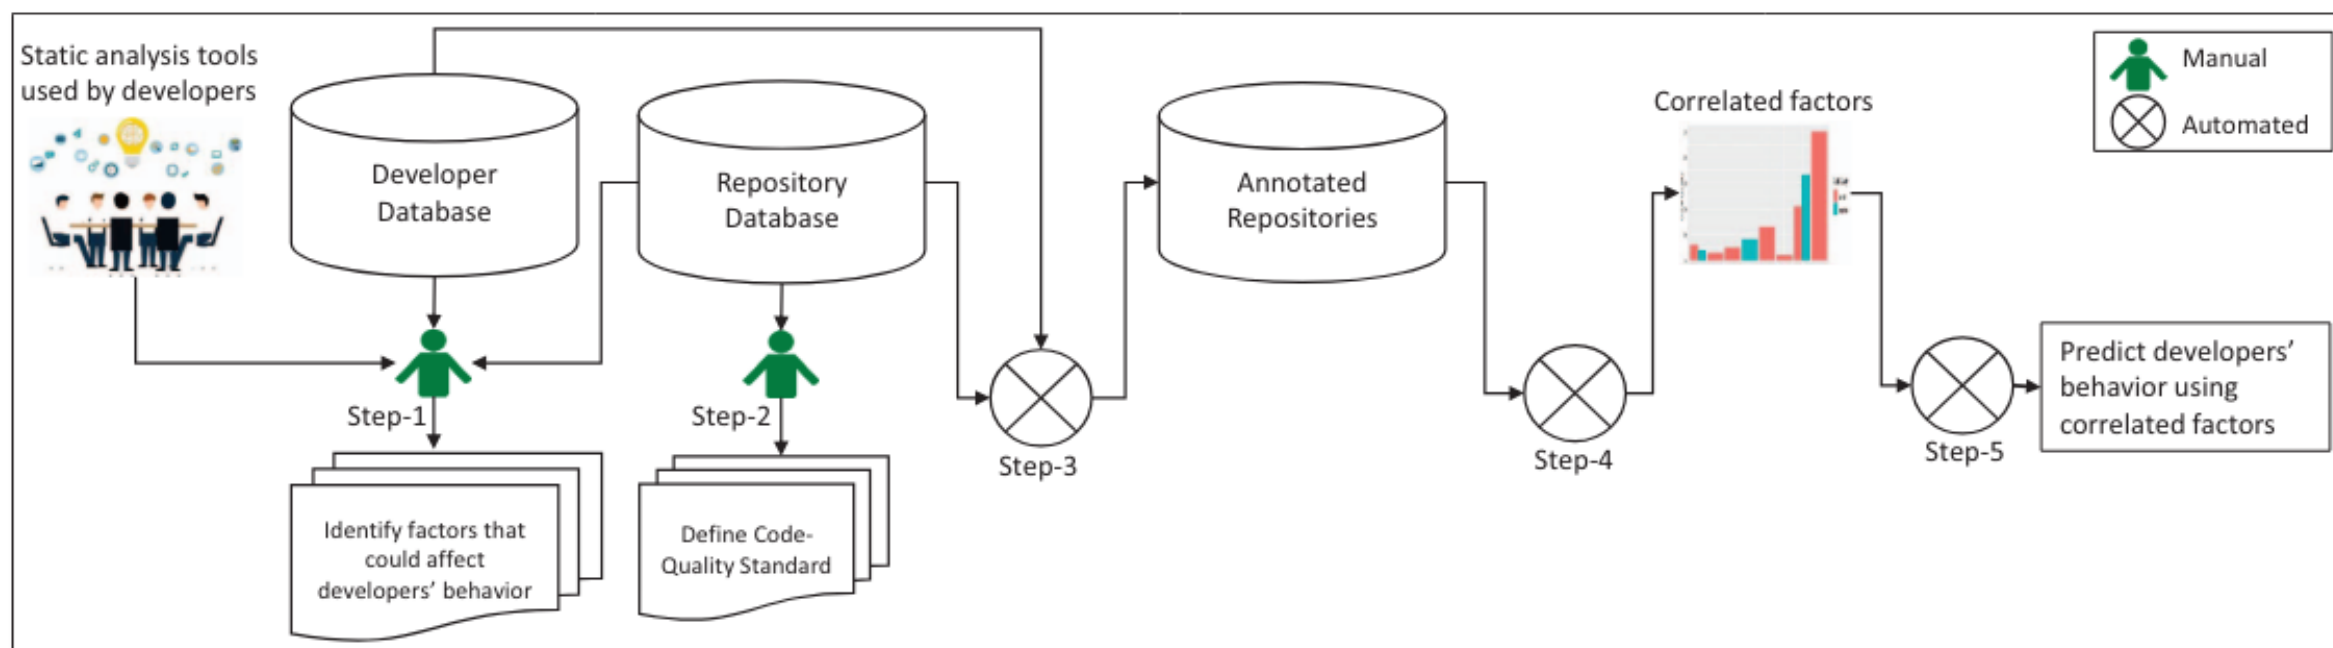 Static analysis tools
used by developers
Developer
Database
Repository
Database
Annotated
Repositories
Correlated factors
Manual
Automated
Step-1
Step-2
Step-3
Step-4
Step-5
Predict developers’
behavior using
correlated factors
Identify factors that
could affect
developers’ behavior
Define Code-
Quality Standard